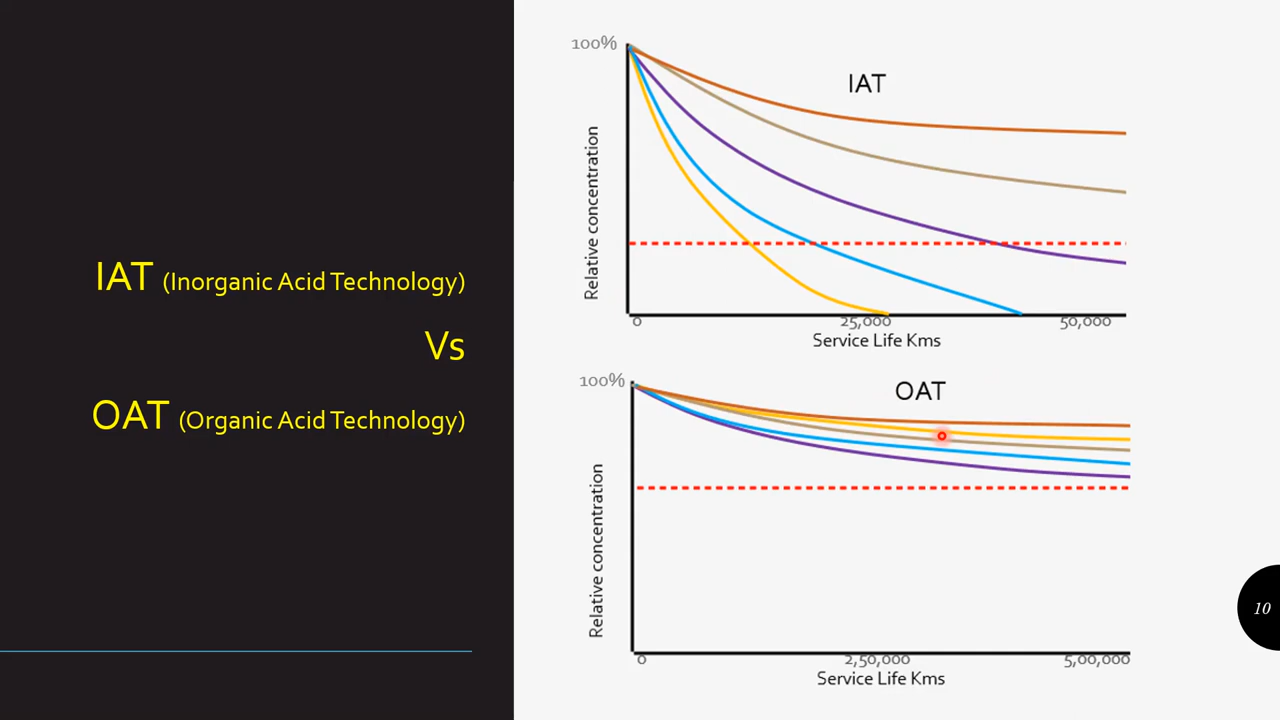 IAT (Inorganic Acid Technology)
Vs
OAT (Organic Acid Technology)
100%
IAT
Relative concentration
0
25,000
50,000
Service Life Kms
100%
OAT
Relative concentration
0
2,50,000
5,00,000
Service Life Kms
10